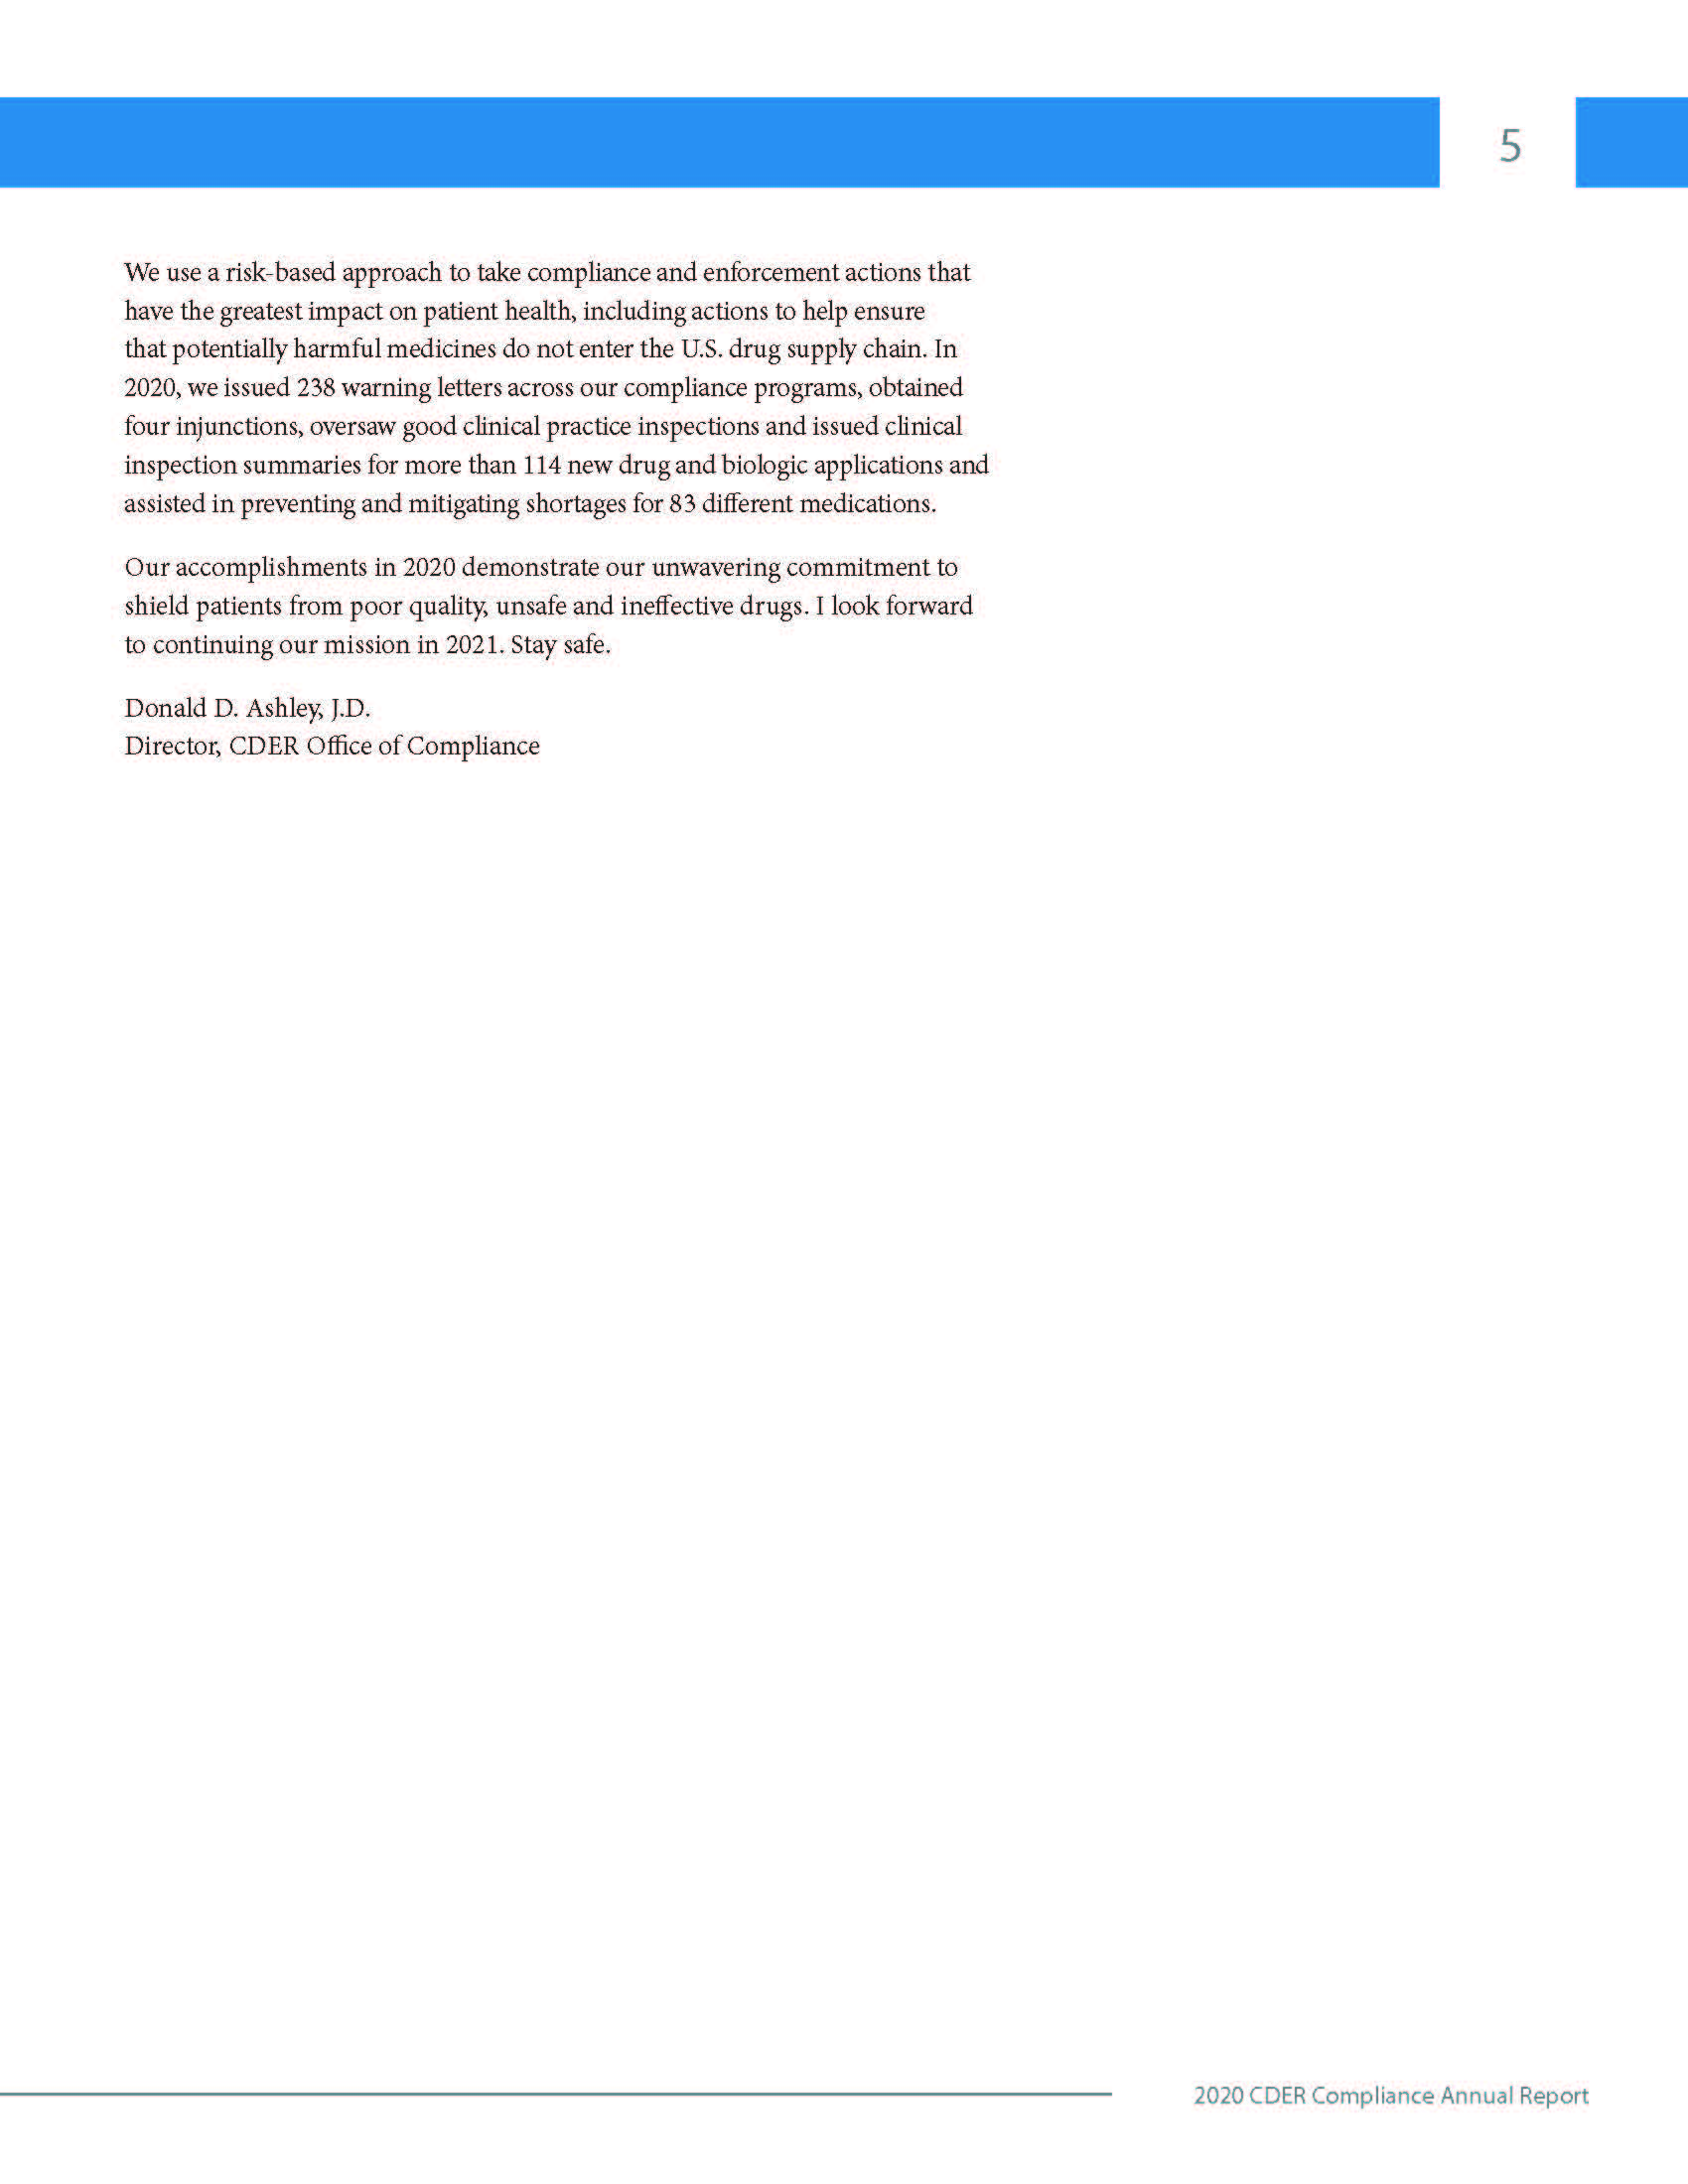 5
We use a risk-based approach to take compliance and enforcement actions that
have the greatest impact on patient health, including actions to help ensure
that potentially harmful medicines do not enter the U.S. drug supply chain. In
2020, we issued 238 warning letters across our compliance programs, obtained
four injunctions, oversaw good clinical practice inspections and issued clinical
inspection summaries for more than 114 new drug and biologic applications and
assisted in preventing and mitigating shortages for 83 different medications.
Our accomplishments in 2020 demonstrate our unwavering commitment to
shield patients from poor quality, unsafe and ineffective drugs. I look forward
to continuing our mission in 2021. Stay safe.
Donald D. Ashley, J.D.
Director, CDER Office of Compliance
2020 CDER Compliance Annual Report